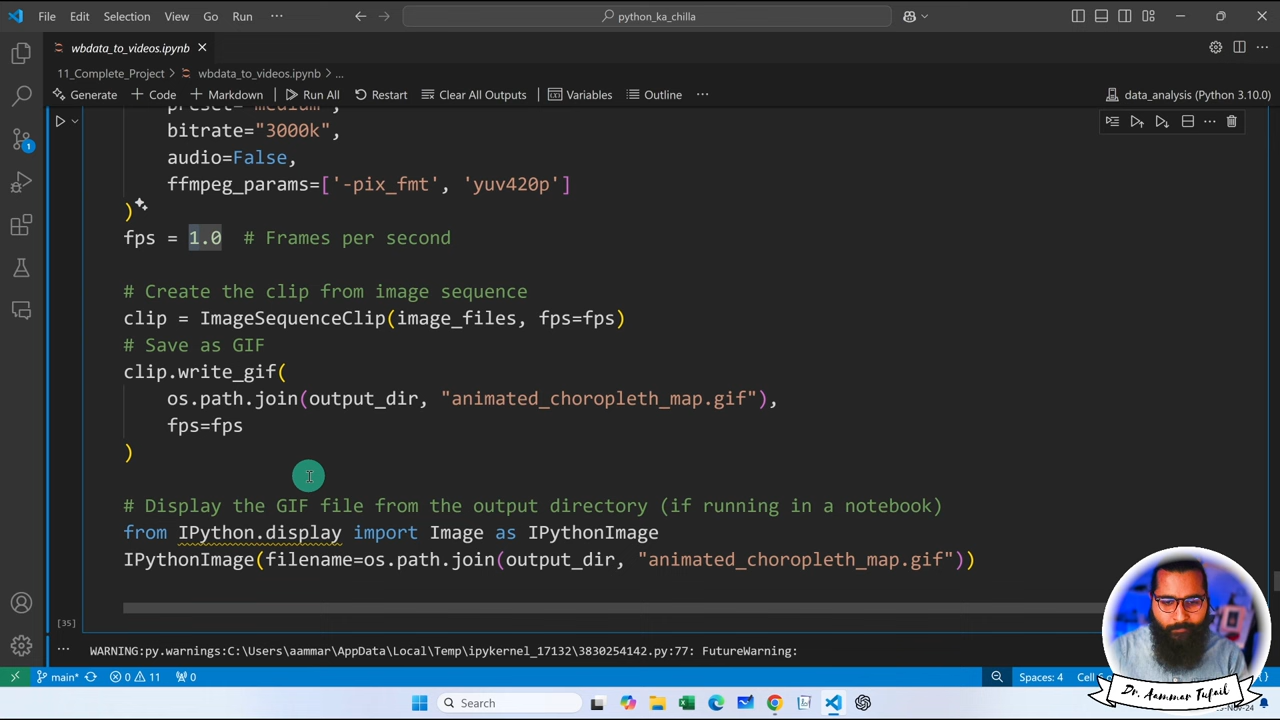 File Edit Selection View Go Run ··· python_ka_chilla
wbdata_to_videos.ipynb
11_Complete_Project > wbdata_to_videos.ipynb > ...
Generate + Code + Markdown Run All Restart Clear All Outputs Variables Outline ··· data_analysis (Python 3.10.0)
preset="medium",
bitrate="3000k",
audio=False,
ffmpeg_params=['-pix_fmt', 'yuv420p']
)
fps = 1.0 # Frames per second
# Create the clip from image sequence
clip = ImageSequenceClip(image_files, fps=fps)
# Save as GIF
clip.write_gif(
os.path.join(output_dir, "animated_choropleth_map.gif"),
fps=fps
)
# Display the GIF file from the output directory (if running in a notebook)
from IPython.display import Image as IPythonImage
IPythonImage(filename=os.path.join(output_dir, "animated_choropleth_map.gif"))
[35]
··· WARNING:py.warnings:C:\Users\aammar\AppData\Local\Temp\ipykernel_17132\3830254142.py:77: FutureWarning:
main* 0 11 0 Spaces: 4 Cell
Search
Dr. Aammar Tufail
-Nov-24